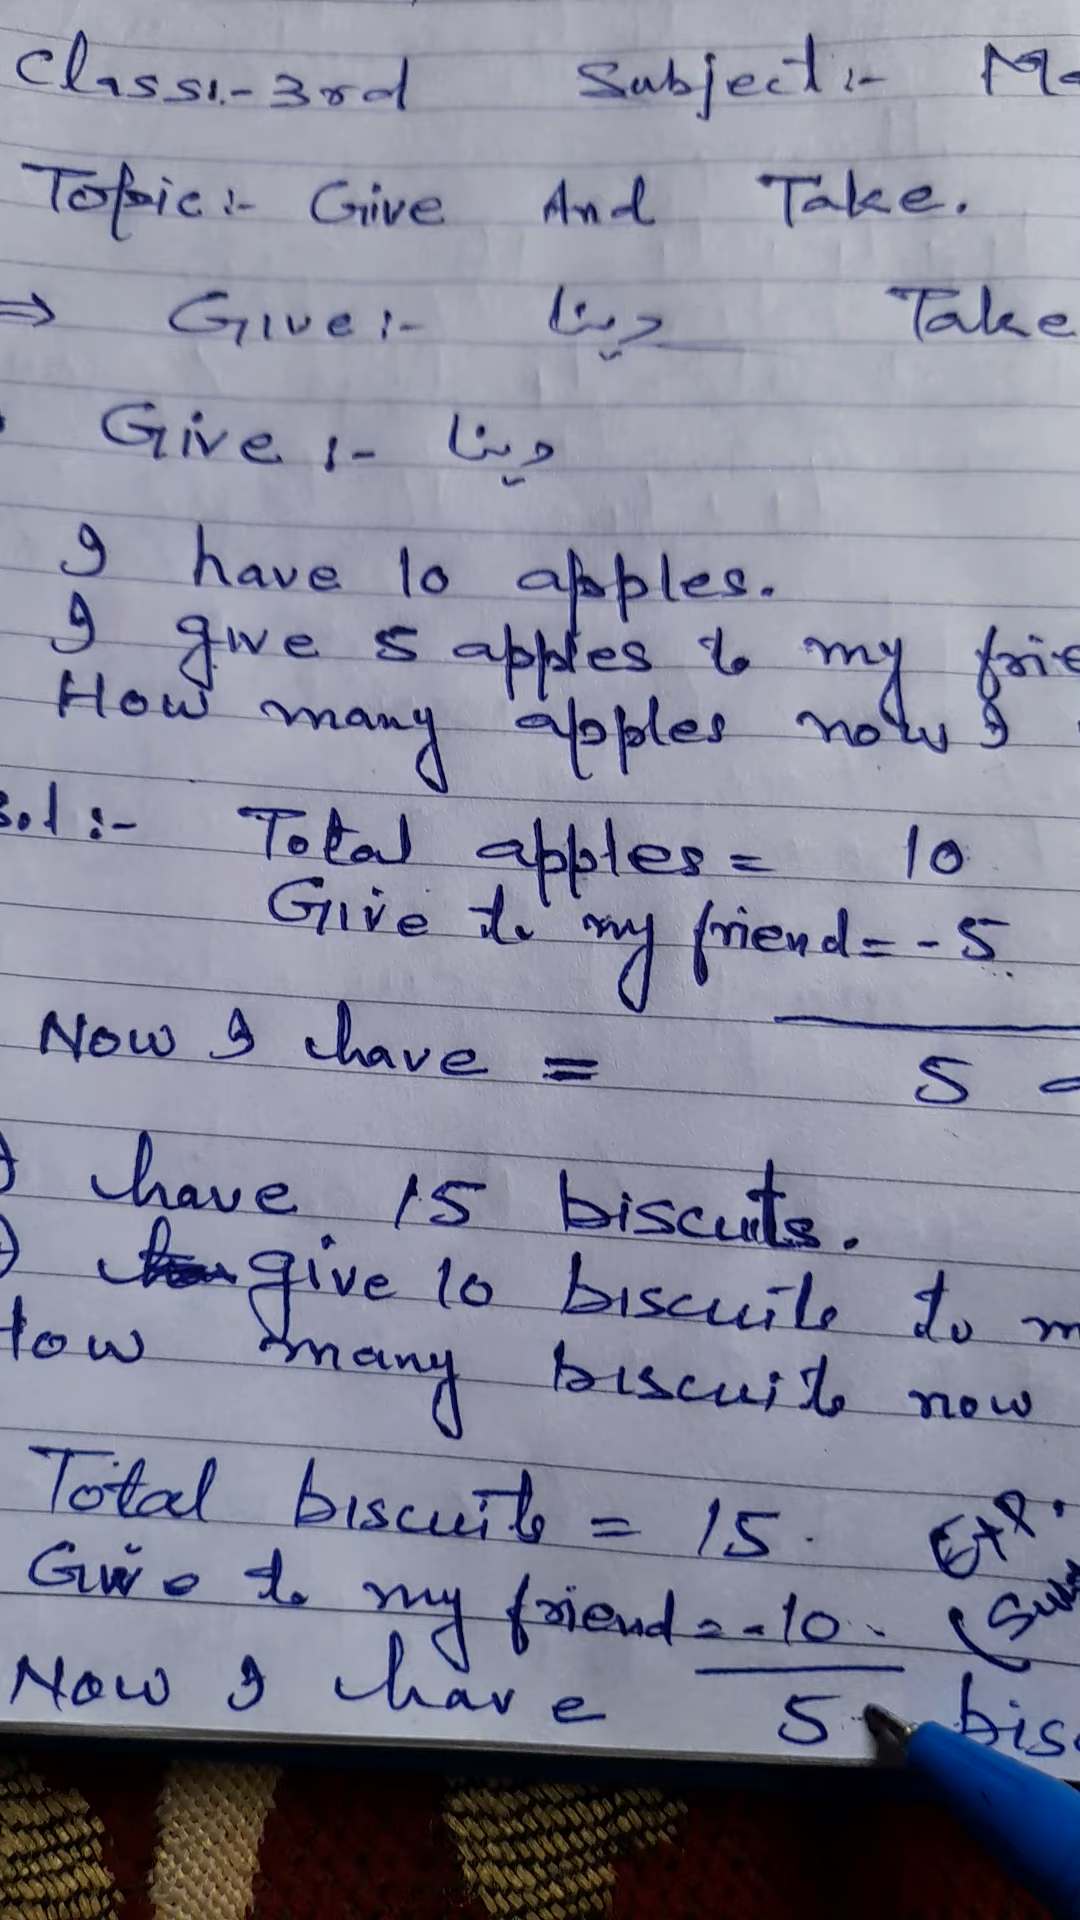 Class:- 3rd Subject:-
Topic:- Give And Take.
⇒ Give:- دینا Take
Give:- دینا
I have 10 apples.
I give 5 apples to my
How many apples now I
Sol:- Total apples = 10
Give to my friend = - 5
Now I have = 5
I have 15 biscuits.
I give 10 biscuits to
How many biscuits now
Total biscuits = 15
Give to my friend = - 10
Now I have 5